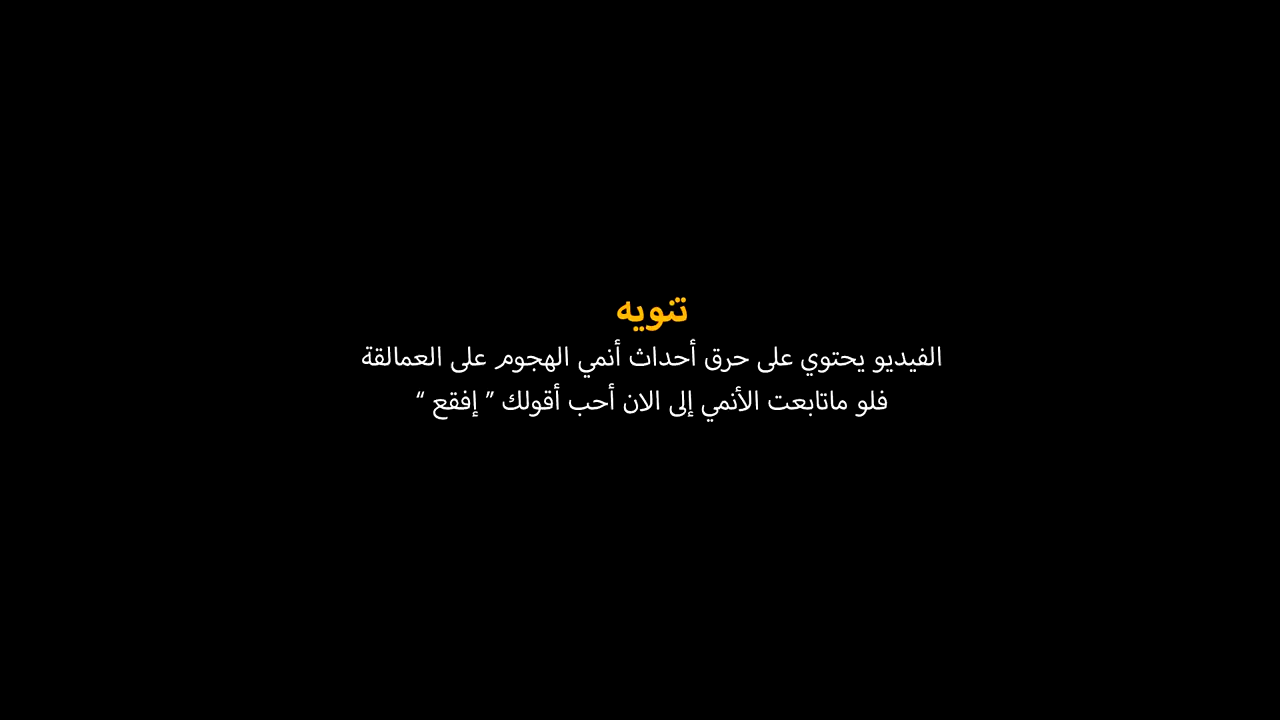 تنويه
الفيديو يحتوي على حرق أحداث أنمي الهجوم على العمالقة
فلو ماتابعت الأنمي إلى الان أحب أقولك " إفقع "